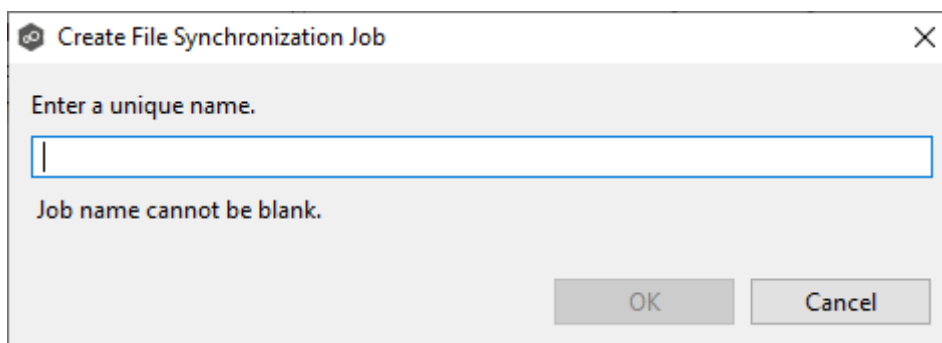 Create File Synchronization Job
Enter a unique name.
Job name cannot be blank.
OK
Cancel